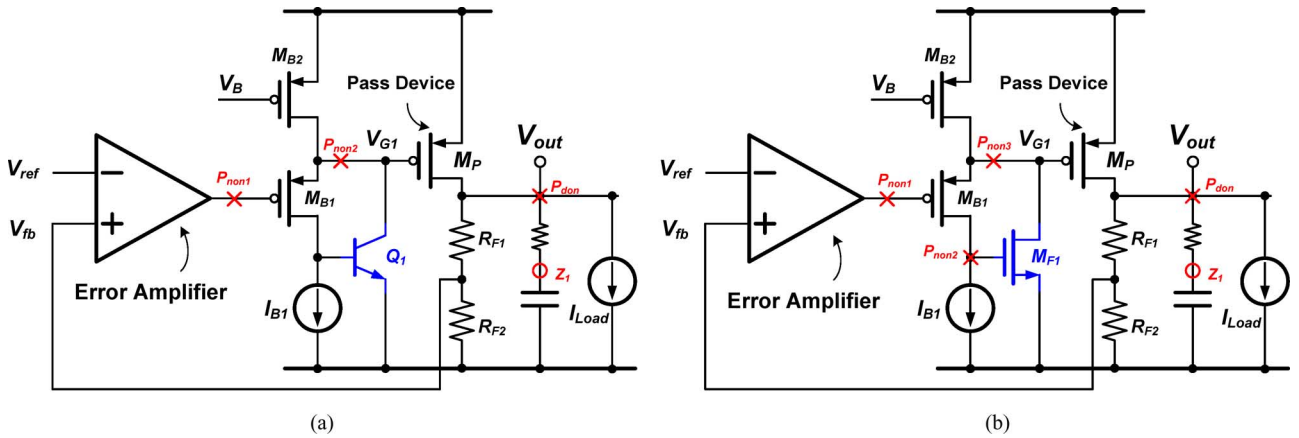 M_B2
V_B
Pass Device
V_G1
V_out
P_non2
M_P
V_ref
P_non1
M_B1
P_don
V_fb
R_F1
Q_1
Z_1
Error Amplifier
I_B1
I_Load
R_F2
(a)
M_B2
V_B
Pass Device
V_G1
V_out
P_non3
M_P
V_ref
P_non1
M_B1
P_don
V_fb
R_F1
P_non2
M_F1
Z_1
Error Amplifier
I_B1
I_Load
R_F2
(b)